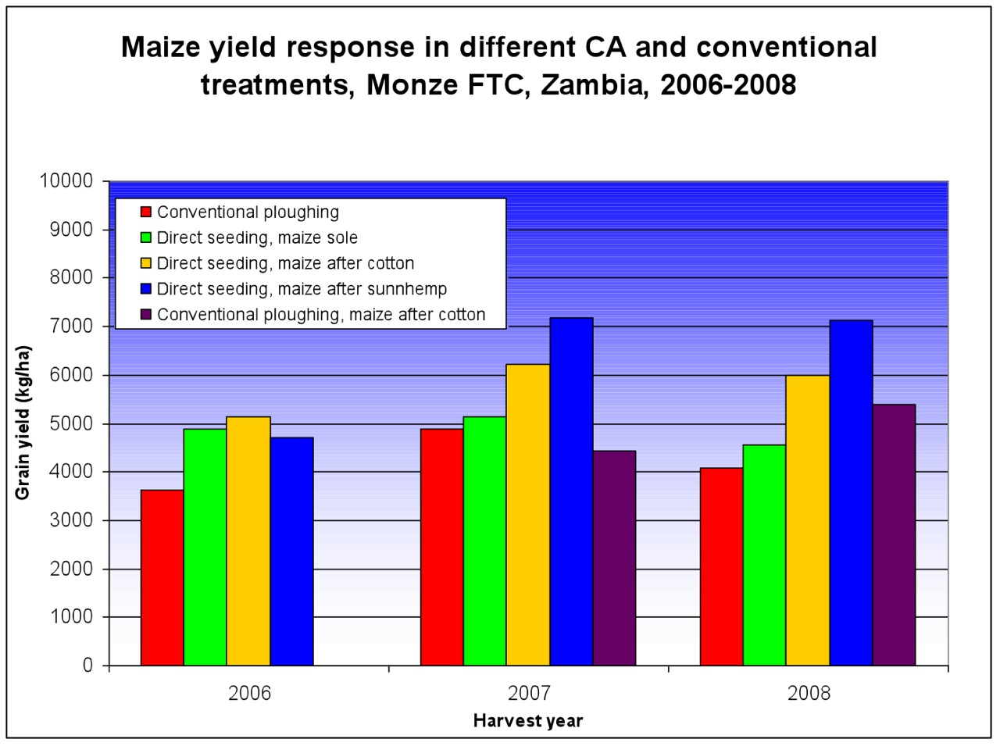 Maize yield response in different CA and conventional
treatments, Monze FTC, Zambia, 2006-2008
10000
9000
8000
7000
6000
5000
4000
3000
2000
1000
0
Grain yield (kg/ha)
Conventional ploughing
Direct seeding, maize sole
Direct seeding, maize after cotton
Direct seeding, maize after sunnhemp
Conventional ploughing, maize after cotton
2006
2007
2008
Harvest year